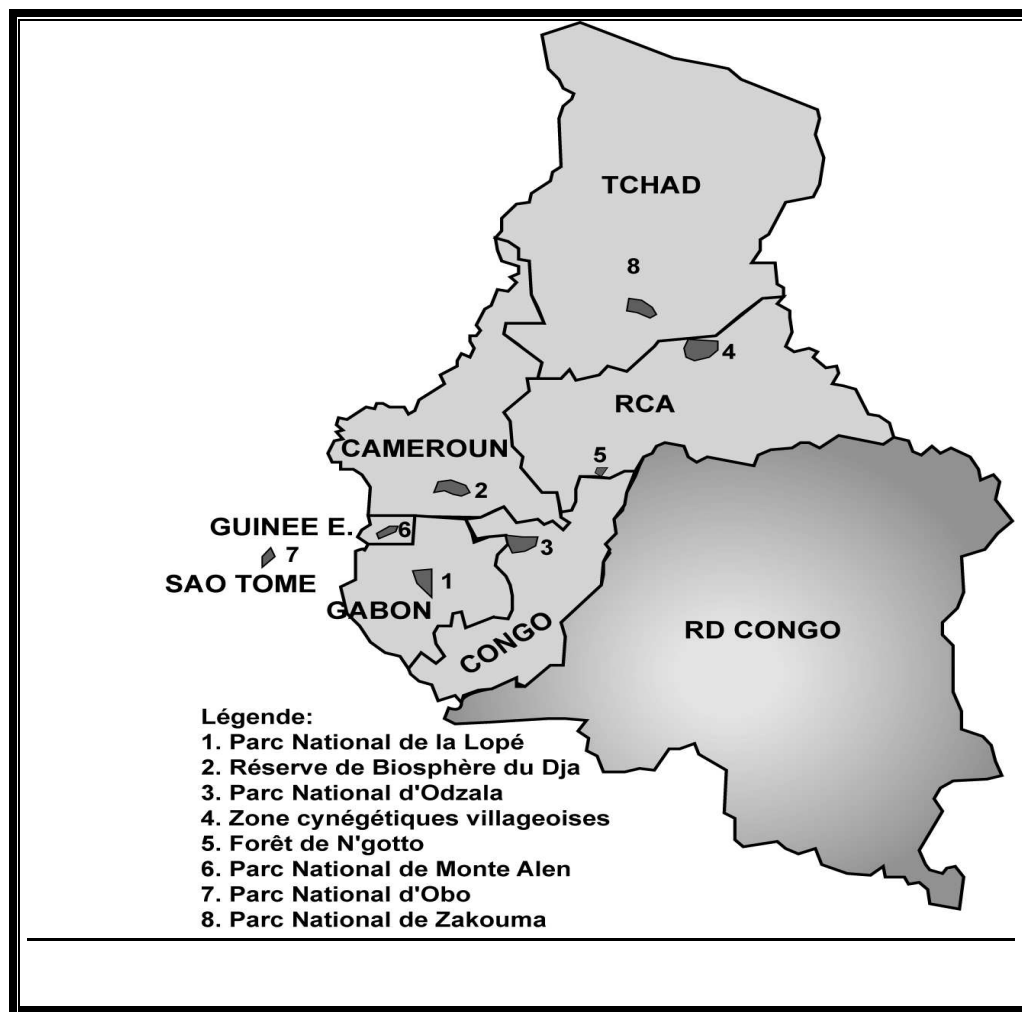 TCHAD
8
4
RCA
5
CAMEROUN
2
GUINEE E.
6
7
3
SAO TOME
1
GABON
CONGO
RD CONGO
Légende:
1. Parc National de la Lopé
2. Réserve de Biosphère du Dja
3. Parc National d'Odzala
4. Zone cynégétiques villageoises
5. Forêt de N'gotto
6. Parc National de Monte Alen
7. Parc National d'Obo
8. Parc National de Zakouma